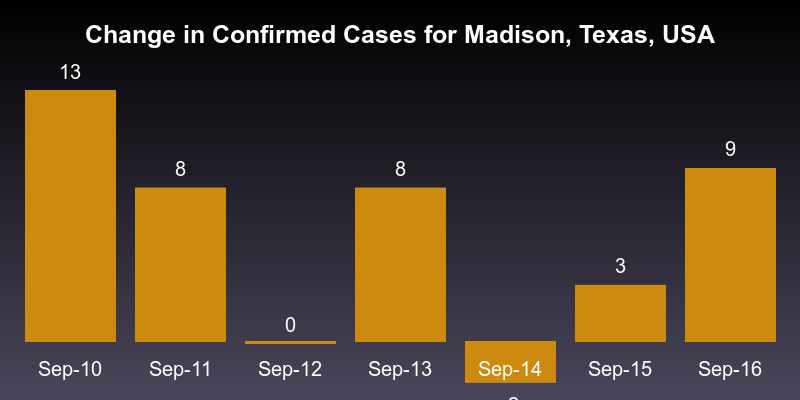 Change in Confirmed Cases for Madison, Texas, USA
13
8
0
8
3
9
Sep-10
Sep-11
Sep-12
Sep-13
Sep-14
Sep-15
Sep-16